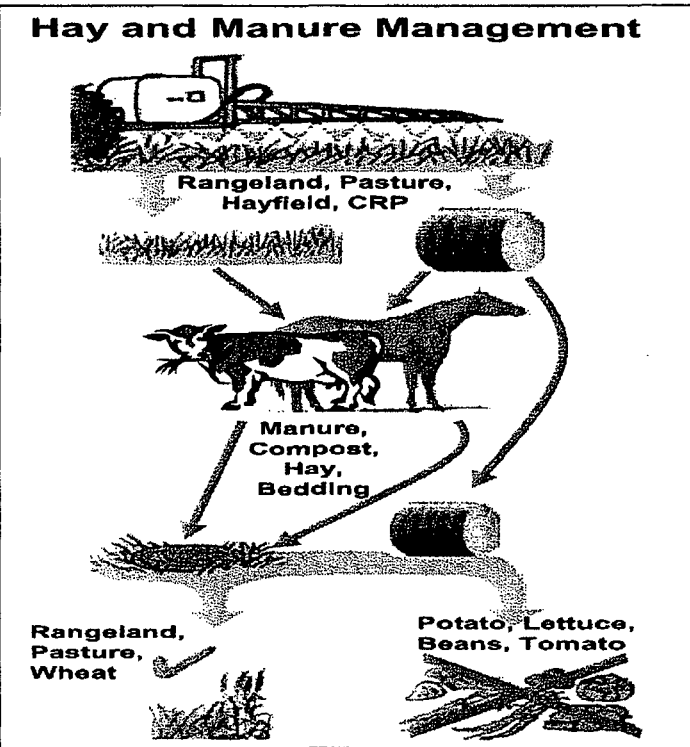 Hay and Manure Management
Rangeland, Pasture,
Hayfield, CRP
Manure,
Compost,
Hay,
Bedding
Rangeland,
Pasture,
Wheat
Potato, Lettuce,
Beans, Tomato